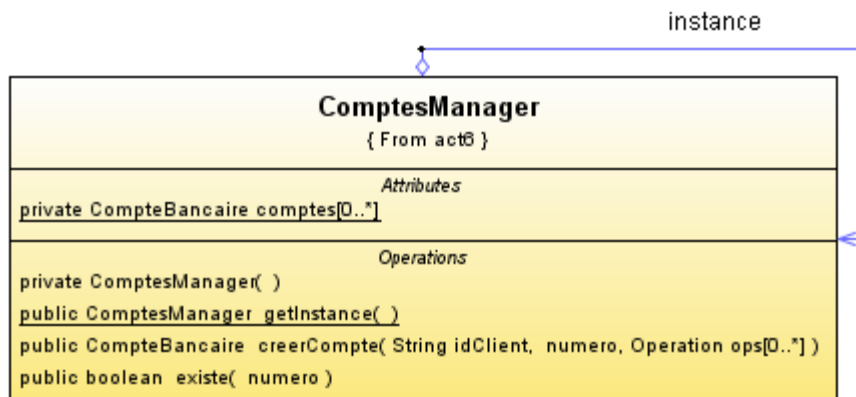 instance
ComptesManager
{ From act6 }
Attributes
private CompteBancaire comptes[0..*]
Operations
private ComptesManager( )
public ComptesManager getInstance( )
public CompteBancaire creerCompte( String idClient, numero, Operation ops[0..*] )
public boolean existe( numero )